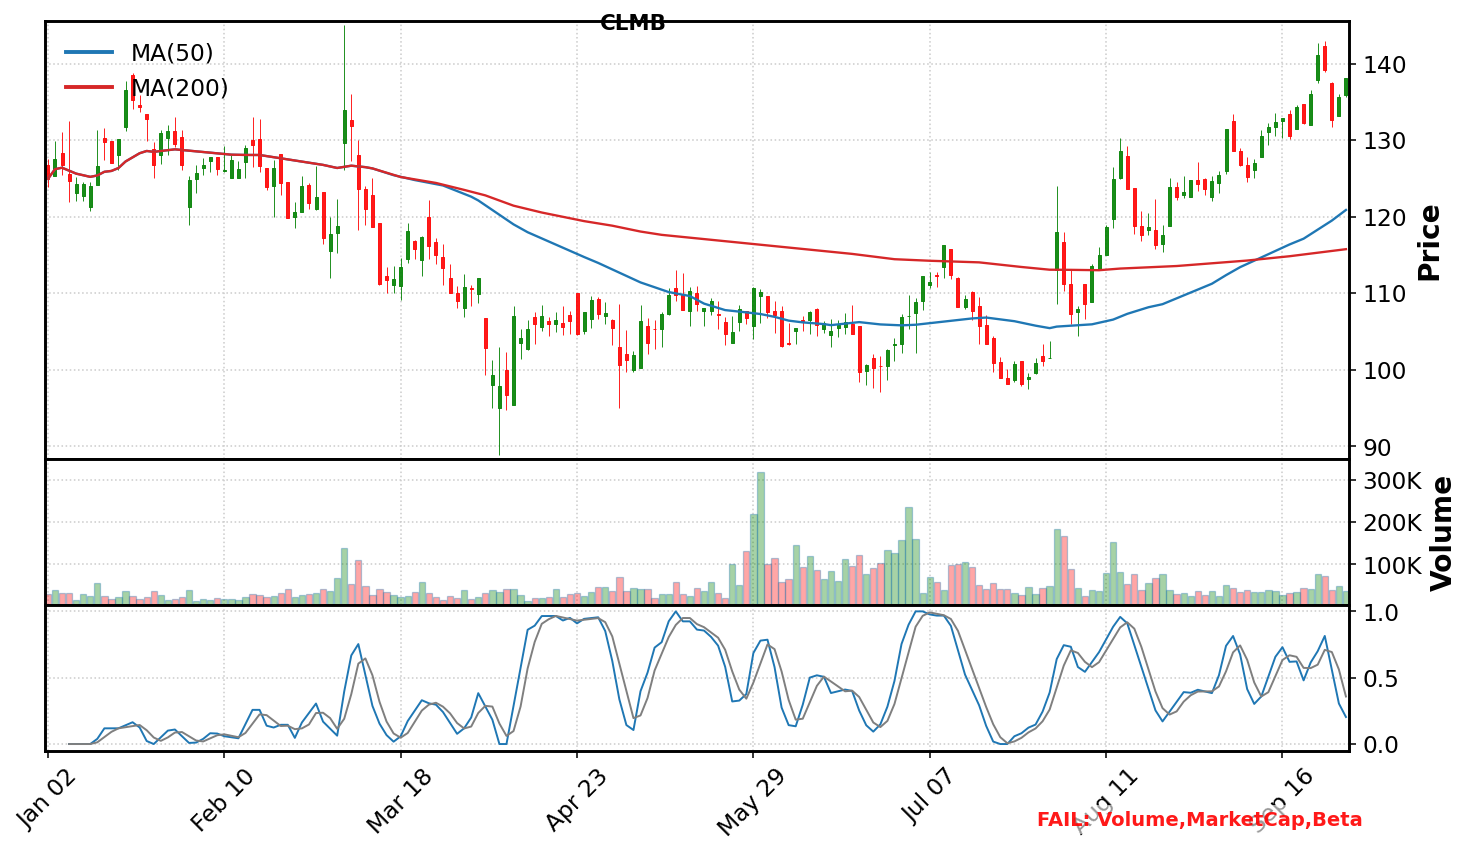 CLMB
MA(50)
MA(200)
140
130
120
110
100
90
Price
300K
200K
100K
Volume
1.0
0.5
0.0
Jan 02
Feb 10
Mar 18
Apr 23
May 29
Jul 07
Aug 11
Sep 16
FAIL: Volume,MarketCap,Beta